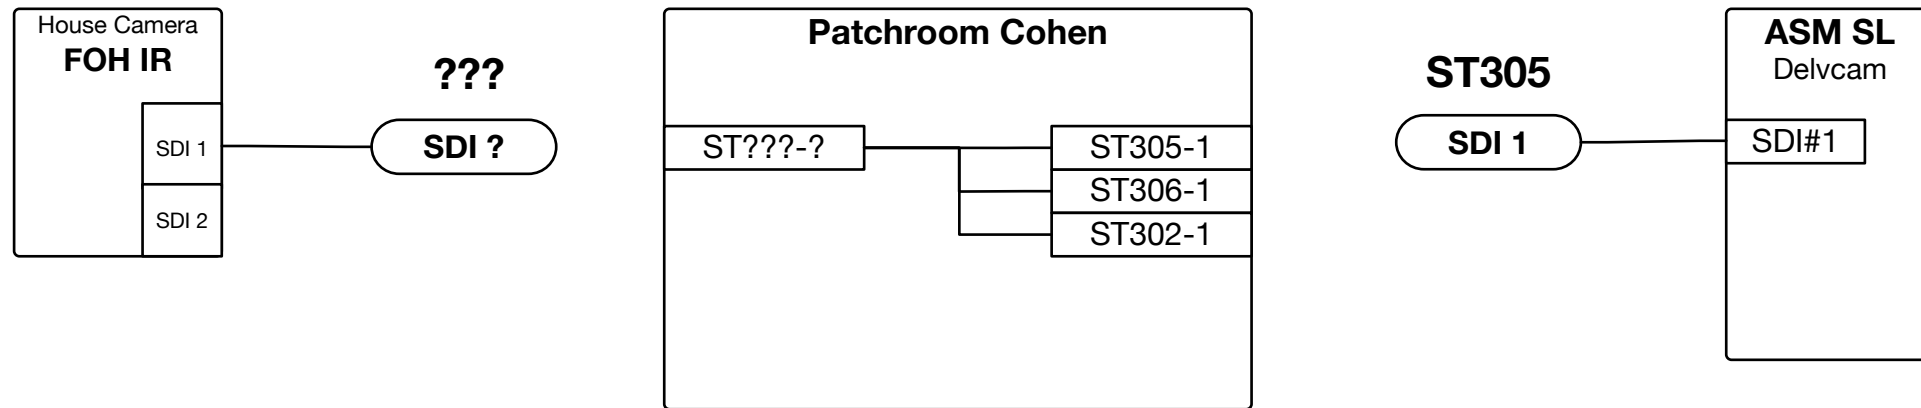 House Camera
FOH IR
SDI 1
SDI 2
???
SDI ?
Patchroom Cohen
ST???-?
ST305-1
ST306-1
ST302-1
ST305
SDI 1
ASM SL
Delvcam
SDI#1